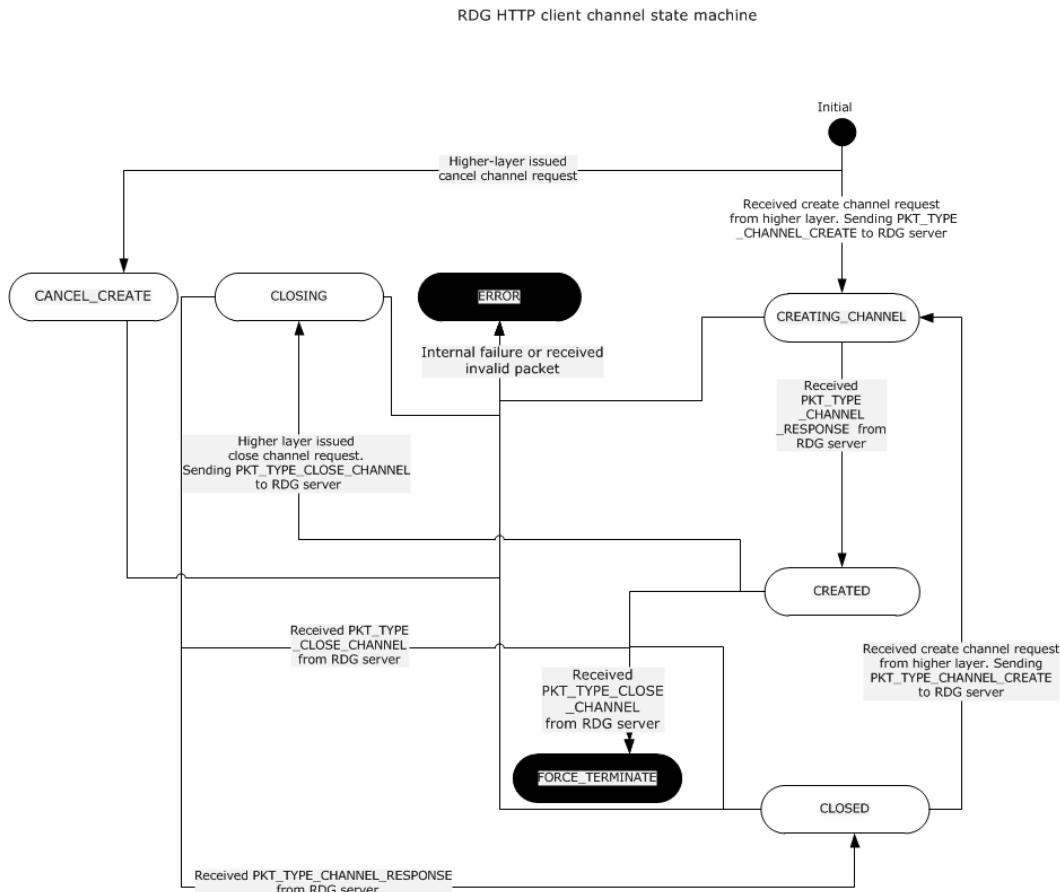 RDG HTTP client channel state machine
Initial
Higher-layer issued
cancel channel request
Received create channel request
from higher layer. Sending PKT_TYPE
_CHANNEL_CREATE to RDG server
CANCEL_CREATE
CLOSING
ERROR
CREATING_CHANNEL
Internal failure or received
invalid packet
Received
PKT_TYPE
_CHANNEL
_RESPONSE from
RDG server
Higher layer issued
close channel request.
Sending PKT_TYPE_CLOSE_CHANNEL
to RDG server
CREATED
Received PKT_TYPE
_CLOSE_CHANNEL
from RDG server
Received create channel request
from higher layer. Sending
PKT_TYPE_CHANNEL_CREATE
to RDG server
Received
PKT_TYPE_CLOSE
_CHANNEL
from RDG server
FORCE_TERMINATE
CLOSED
Received PKT_TYPE_CHANNEL_RESPONSE
from RDG server